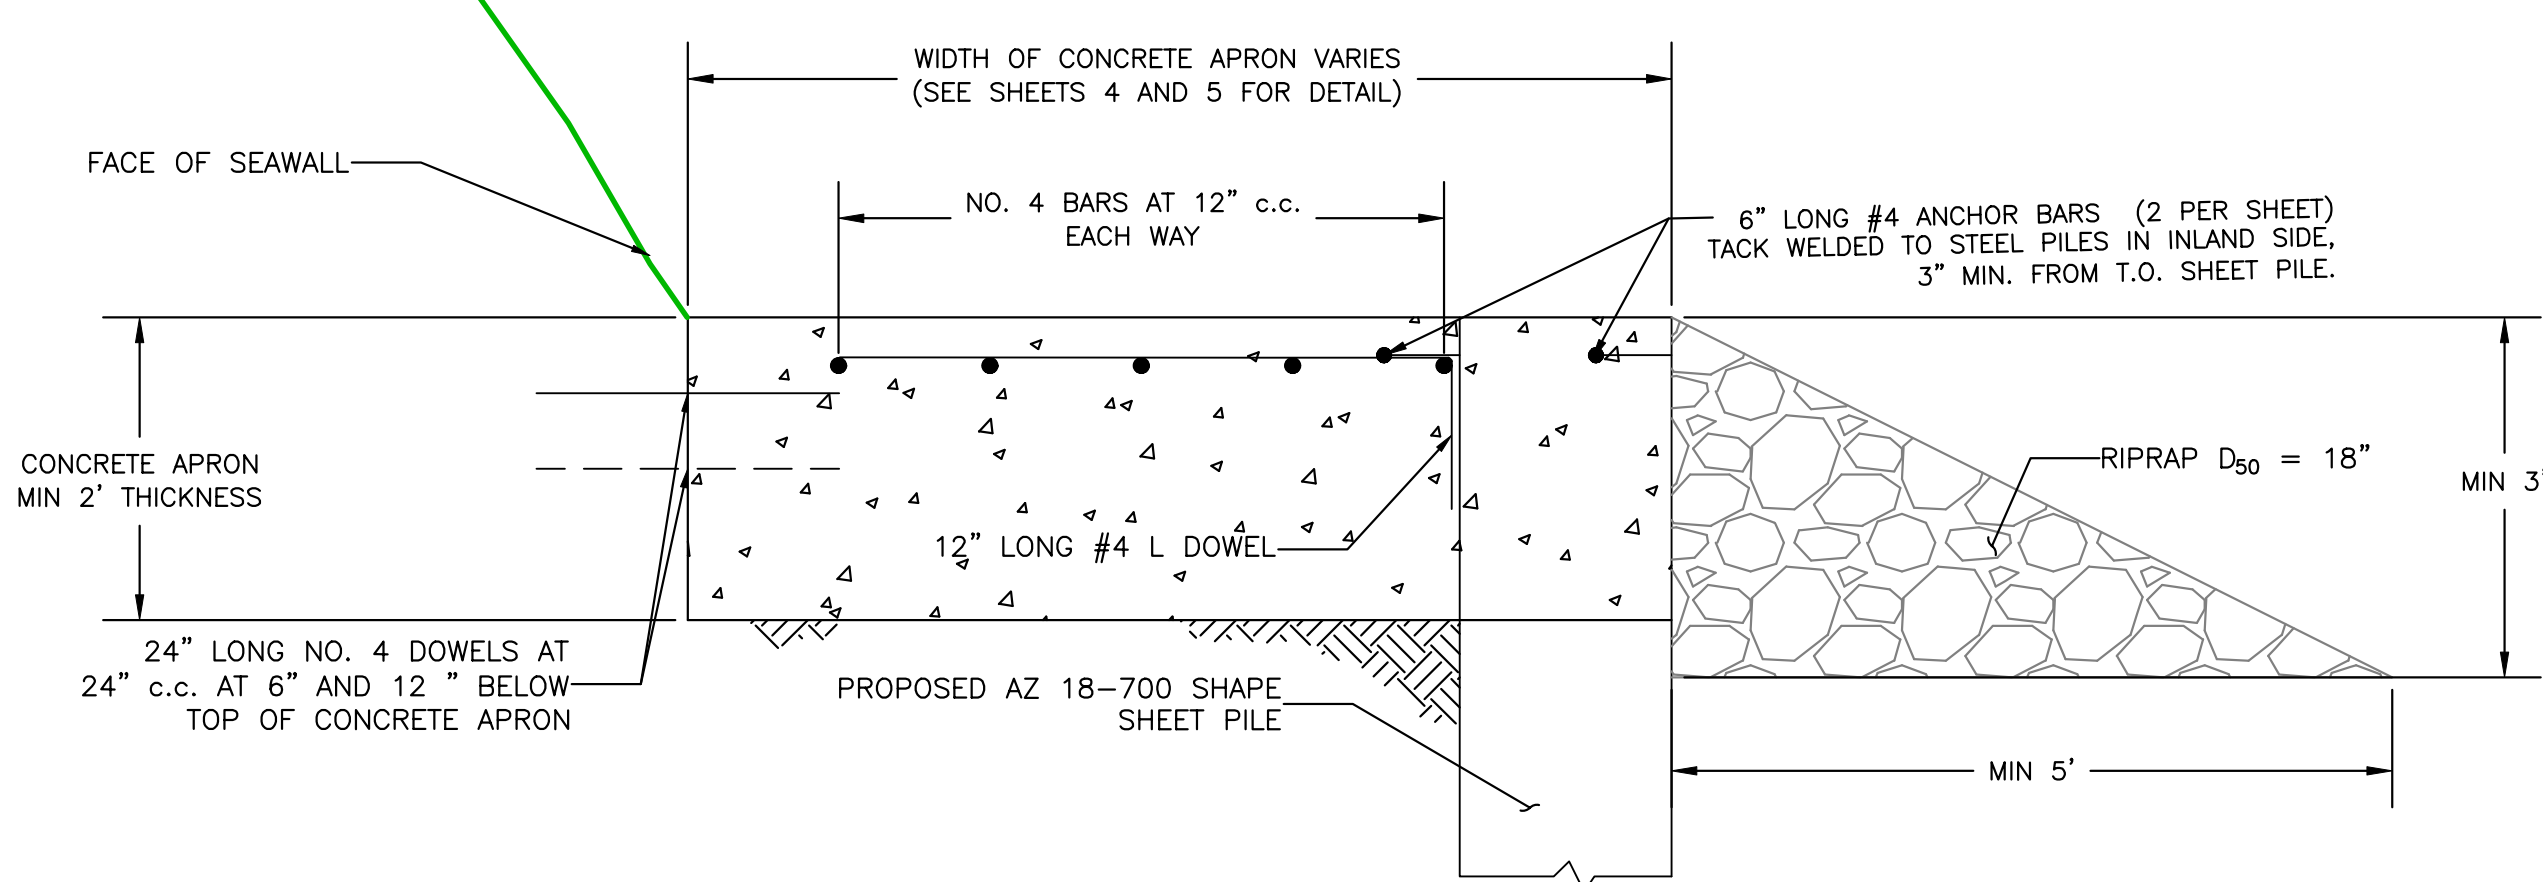 WIDTH OF CONCRETE APRON VARIES
(SEE SHEETS 4 AND 5 FOR DETAIL)
FACE OF SEAWALL
NO. 4 BARS AT 12" c.c.
EACH WAY
6" LONG #4 ANCHOR BARS (2 PER SHEET)
TACK WELDED TO STEEL PILES IN INLAND SIDE,
3" MIN. FROM T.O. SHEET PILE.
CONCRETE APRON
MIN 2' THICKNESS
RIPRAP D50 = 18"
MIN 3'
12" LONG #4 L DOWEL
24" LONG NO. 4 DOWELS AT
24" c.c. AT 6" AND 12 " BELOW
TOP OF CONCRETE APRON
PROPOSED AZ 18-700 SHAPE
SHEET PILE
MIN 5'